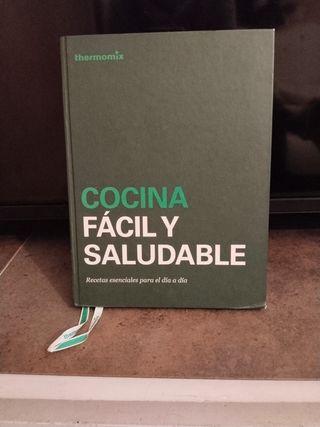 thermomix
COCINA
FÁCIL Y
SALUDABLE
Recetas esenciales para el día a día